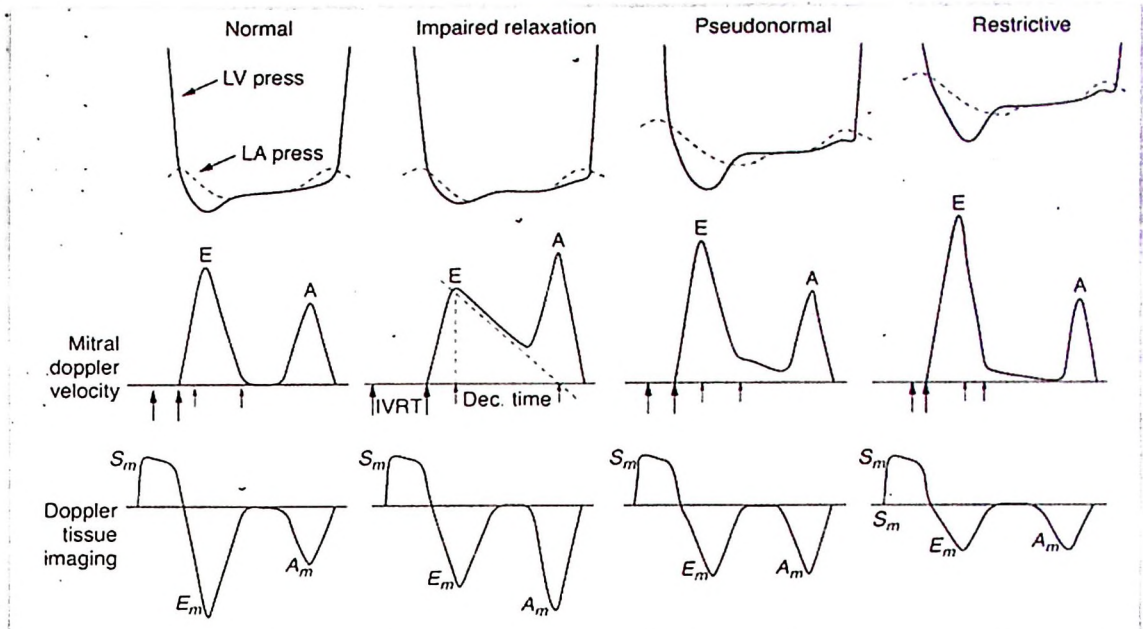 Normal Impaired relaxation Pseudonormal Restrictive
LV press
LA press
E A
E A
E A
E A
Mitral
doppler
velocity
IVRT Dec. time
Sm Sm Sm Sm
Sm
Doppler
tissue
imaging
Em Am
Em Am
Em Am
Em Am